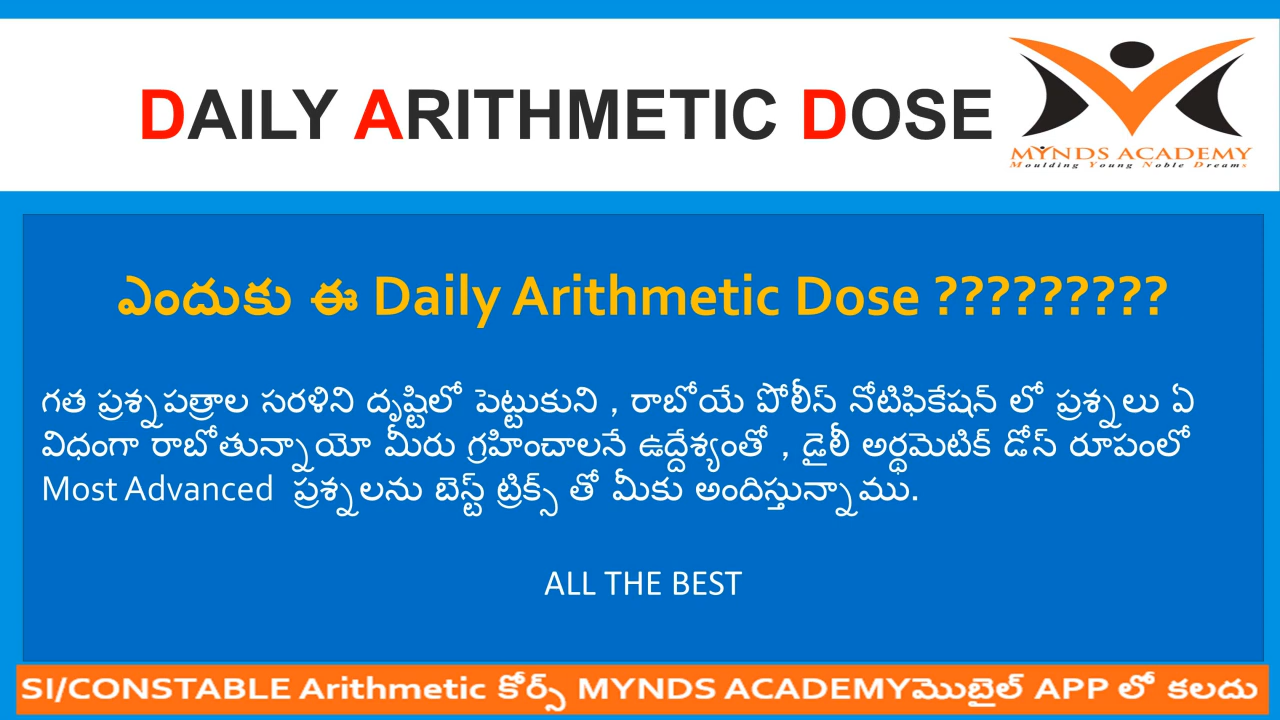 DAILY ARITHMETIC DOSE
MYNDS ACADEMY
Moulding Young Noble Dreams
ఎందుకు ఈ Daily Arithmetic Dose ?????????
గత ప్రశ్నపత్రాల సరళిని దృష్టిలో పెట్టుకుని , రాబోయే పోలీస్ నోటిఫికేషన్ లో ప్రశ్నలు ఏ
విధంగా రాబోతున్నాయో మీరు గ్రహించాలనే ఉద్దేశ్యంతో , డైలీ అర్థమెటిక్ డోస్ రూపంలో
Most Advanced ప్రశ్నలను బెస్ట్ ట్రిక్స్ తో మీకు అందిస్తున్నాము.
ALL THE BEST
SI/CONSTABLE Arithmetic కోర్స్ MYNDS ACADEMYమొబైల్ APP లో కలదు